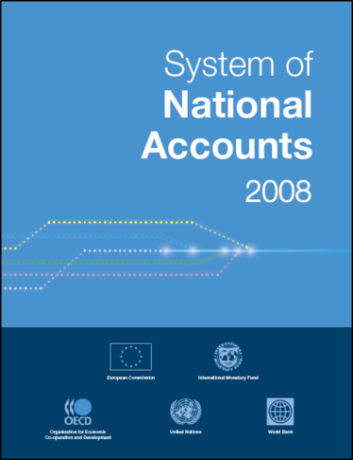 System of
National
Accounts
2008
European Commission
International Monetary Fund
OECD
Organisation for Economic
Co-operation and Development
United Nations
World Bank